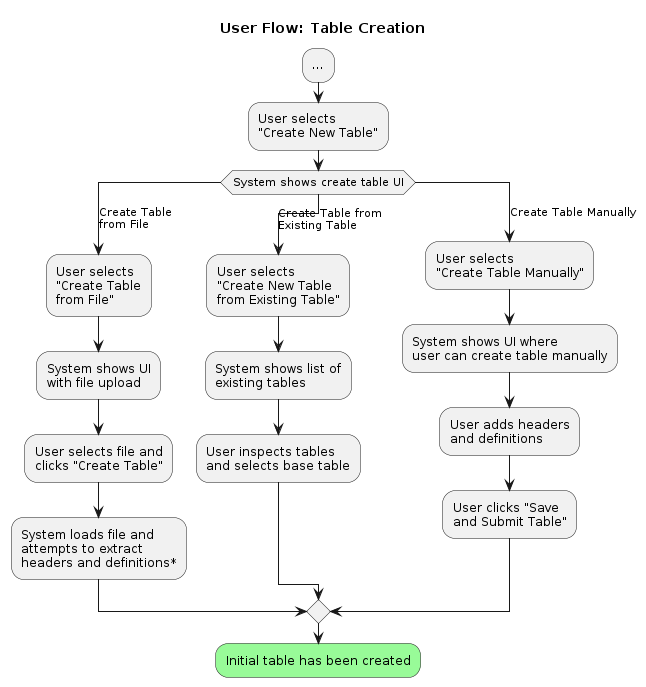 User Flow: Table Creation
...
User selects
"Create New Table"
System shows create table UI
Create Table
from File
User selects
"Create Table
from File"
System shows UI
with file upload
User selects file and
clicks "Create Table"
System loads file and
attempts to extract
headers and definitions*
Create Table from
Existing Table
User selects
"Create New Table
from Existing Table"
System shows list of
existing tables
User inspects tables
and selects base table
Create Table Manually
User selects
"Create Table Manually"
System shows UI where
user can create table manually
User adds headers
and definitions
User clicks "Save
and Submit Table"
Initial table has been created